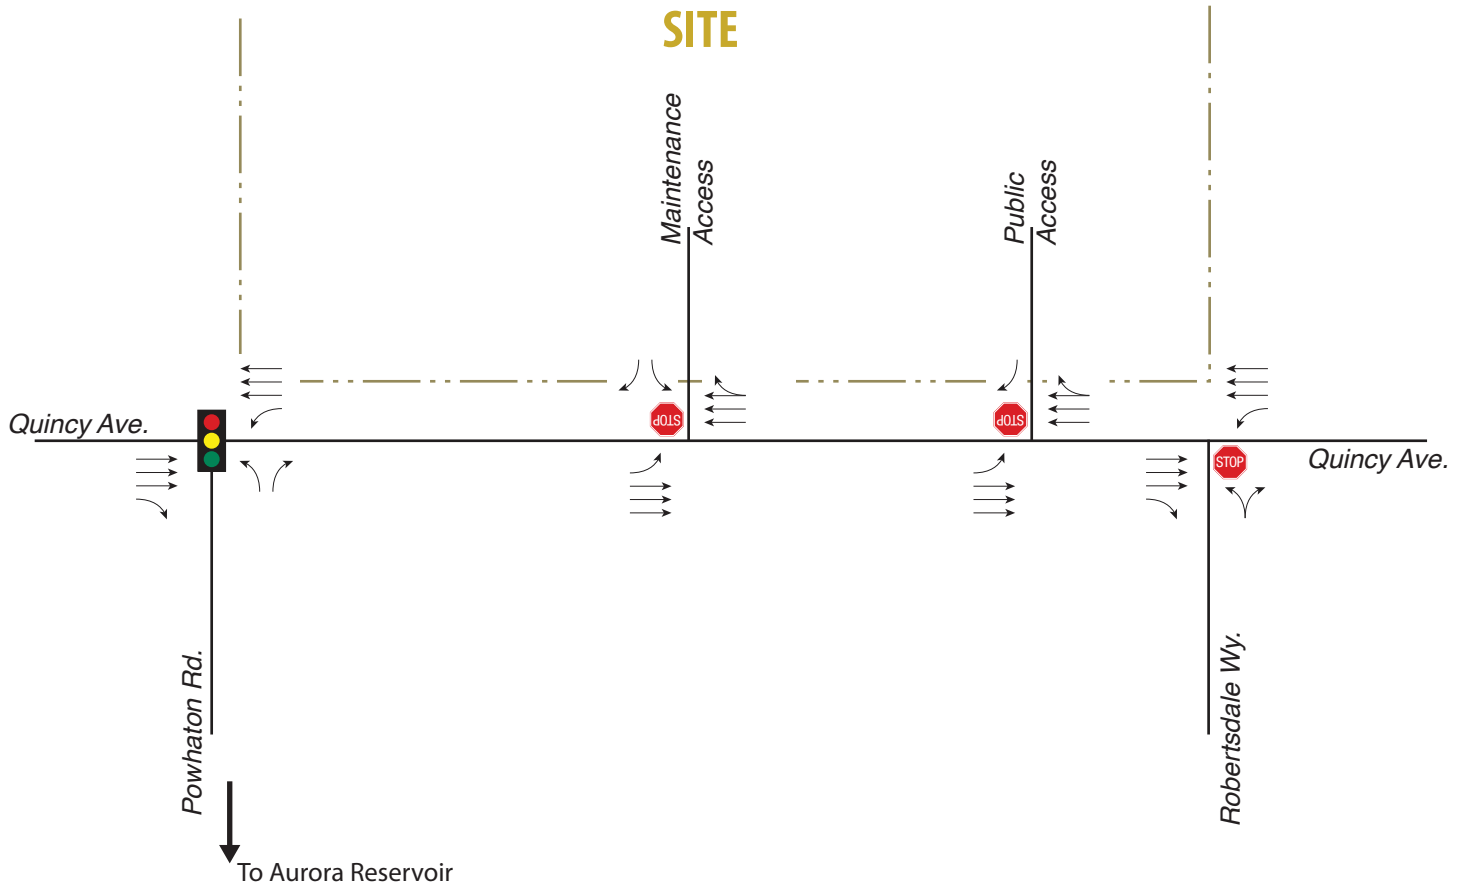 SITE
Maintenance
Access
Public
Access
Quincy Ave.
STOP
STOP
STOP
Quincy Ave.
Powhaton Rd.
Robertsdale Wy.
To Aurora Reservoir